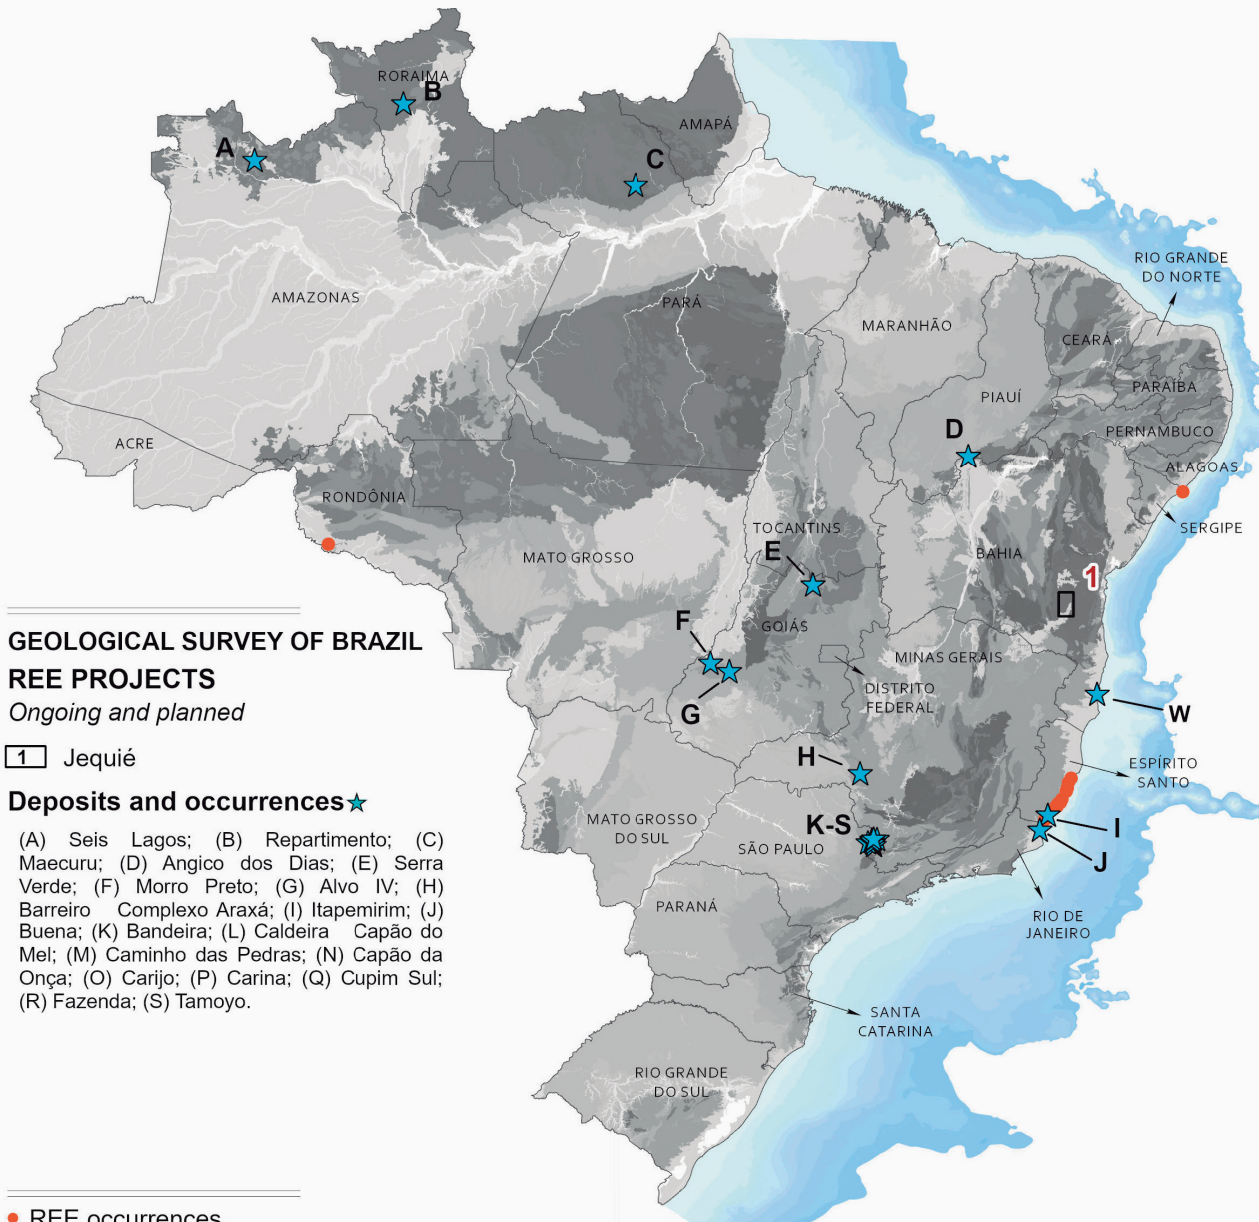 RORAIMA
B
AMAPÁ
A
C
RIO GRANDE
DO NORTE
AMAZONAS
PARÁ
MARANHÃO
CEARÁ
PARAÍBA
PIAUÍ
PERNAMBUCO
D
ACRE
ALAGOAS
RONDÔNIA
TOCANTINS
SERGIPE
MATO GROSSO
E
BAHIA
1
GOIÁS
F
MINAS GERAIS
DISTRITO
FEDERAL
G
W
H
ESPÍRITO
SANTO
MATO GROSSO
DO SUL
K-S
SÃO PAULO
I
J
PARANÁ
RIO DE
JANEIRO
SANTA
CATARINA
RIO GRANDE
DO SUL
GEOLOGICAL SURVEY OF BRAZIL
REE PROJECTS
Ongoing and planned
1 Jequié
Deposits and occurrences
(A) Seis Lagos; (B) Repartimento; (C)
Maecuru; (D) Angico dos Dias; (E) Serra
Verde; (F) Morro Preto; (G) Alvo IV; (H)
Barreiro Complexo Araxá; (I) Itapemirim; (J)
Buena; (K) Bandeira; (L) Caldeira Capão do
Mel; (M) Caminho das Pedras; (N) Capão da
Onça; (O) Carijo; (P) Carina; (Q) Cupim Sul;
(R) Fazenda; (S) Tamoyo.
REE occurrences